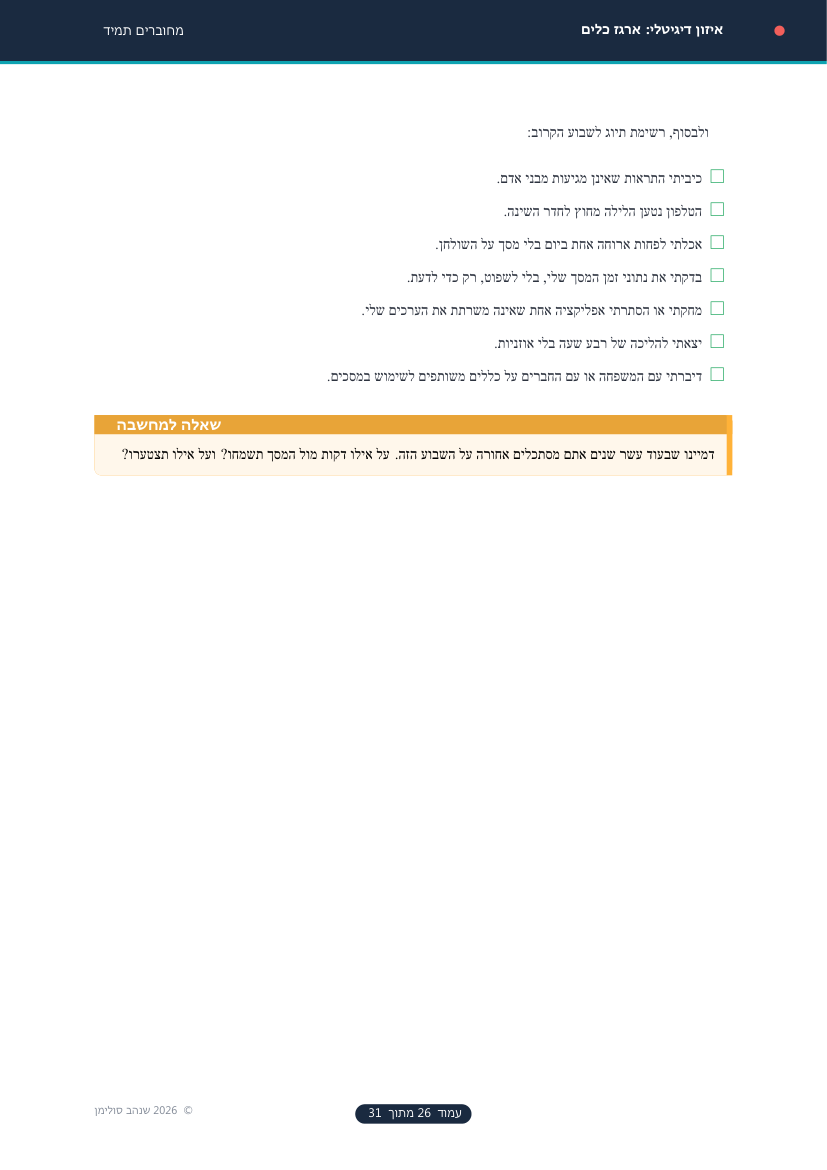 איזון דיגיטלי: ארגז כלים
מחוברים תמיד
ולבסוף, רשימת תיוג לשבוע הקרוב:
כיביתי התראות שאינן מגיעות מבני אדם.
הטלפון נטען הלילה מחוץ לחדר השינה.
אכלתי לפחות ארוחה אחת ביום בלי מסך על השולחן.
בדקתי את נתוני זמן המסך שלי, בלי לשפוט, רק כדי לדעת.
מחקתי או הסתרתי אפליקציה אחת שאינה משרתת את הערכים שלי.
יצאתי להליכה של רבע שעה בלי אוזניות.
דיברתי עם המשפחה או עם החברים על כללים משותפים לשימוש במסכים.
שאלה למחשבה
דמיינו שבעוד עשר שנים אתם מסתכלים אחורה על השבוע הזה. על אילו דקות מול המסך תשמחו? ועל אילו תצטערו?
עמוד 26 מתוך 31
© 2026 שנהב סולימן